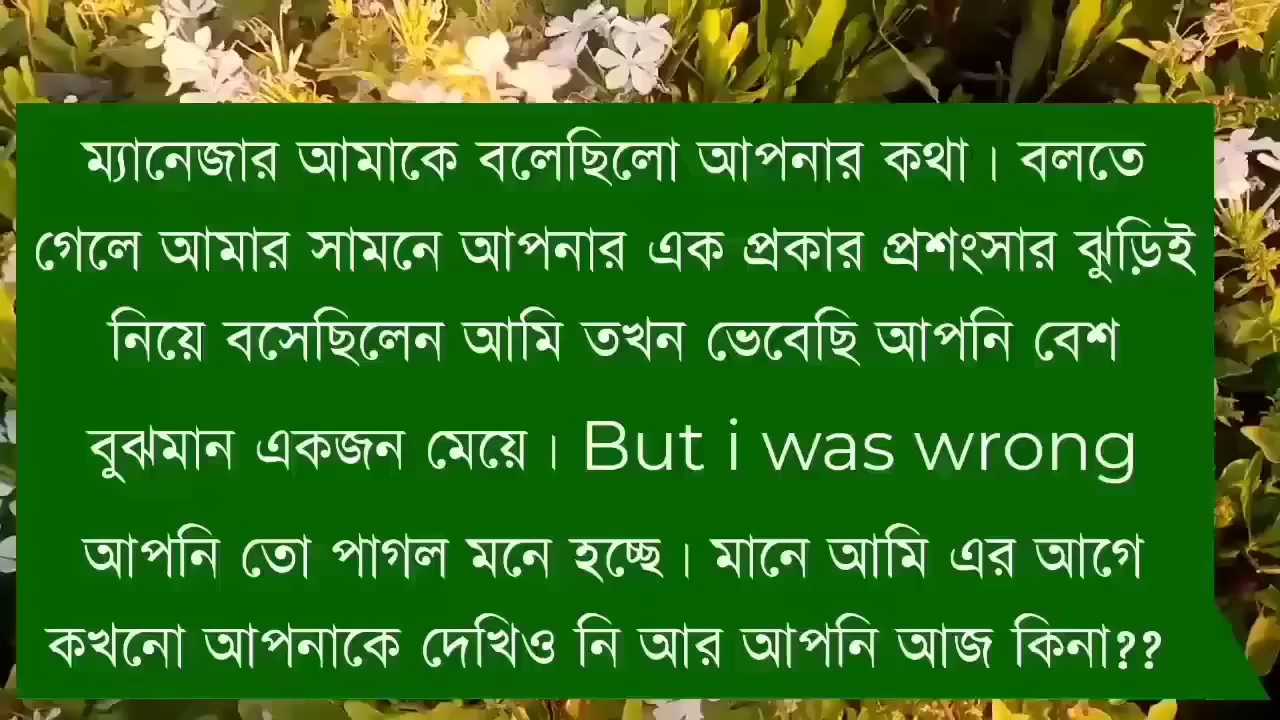 ম্যানেজার আমাকে বলেছিলো আপনার কথা । বলতে
গেলে আমার সামনে আপনার এক প্রকার প্রশংসার ঝুড়িই
নিয়ে বসেছিলেন আমি তখন ভেবেছি আপনি বেশ
বুঝমান একজন মেয়ে । But i was wrong
আপনি তো পাগল মনে হচ্ছে । মানে আমি এর আগে
কখনো আপনাকে দেখিও নি আর আপনি আজ কিনা??